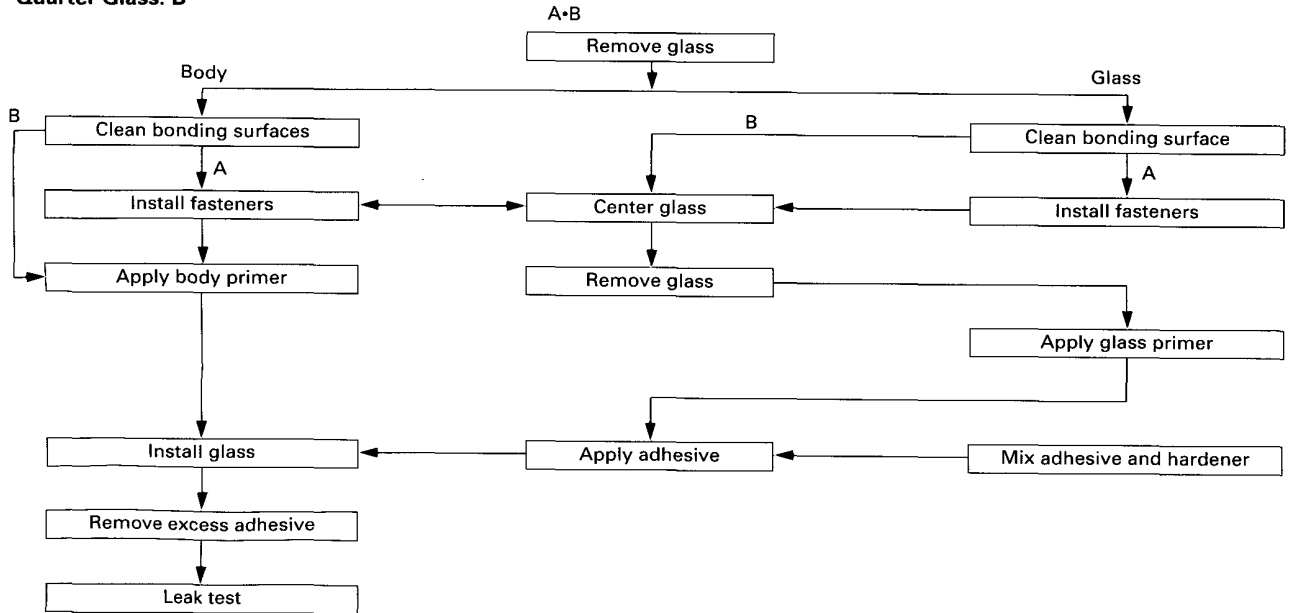 Quarter Glass: B
A•B
Remove glass
Body
Glass
B
Clean bonding surfaces
B
Clean bonding surface
A
A
Install fasteners
Center glass
Install fasteners
Apply body primer
Remove glass
Apply glass primer
Install glass
Apply adhesive
Mix adhesive and hardener
Remove excess adhesive
Leak test